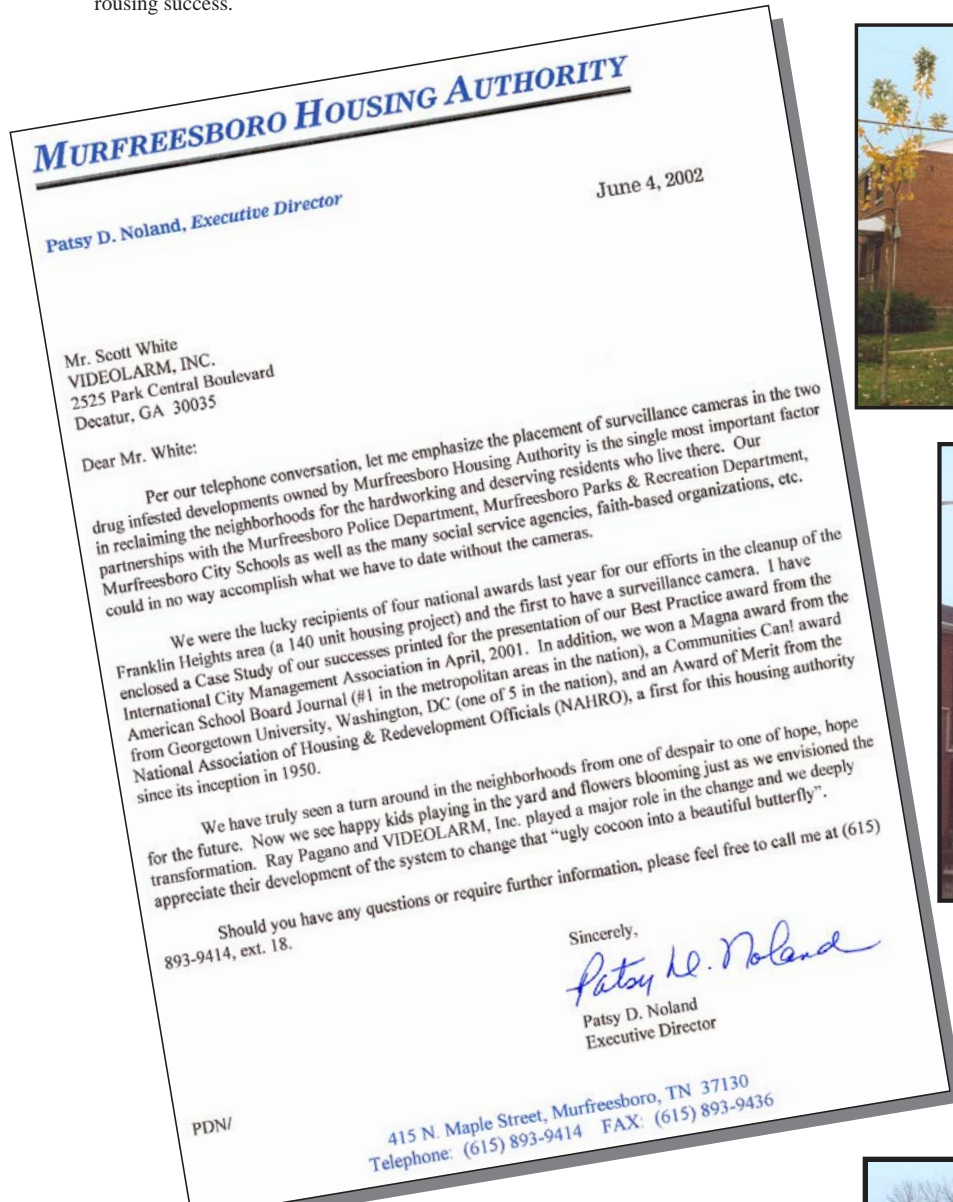 rousing success.
MURFREESBORO HOUSING AUTHORITY
Patsy D. Noland, Executive Director
June 4, 2002
Mr. Scott White
VIDEOLARM, INC.
2525 Park Central Boulevard
Decatur, GA 30035
Dear Mr. White:
Per our telephone conversation, let me emphasize the placement of surveillance cameras in the two
drug infested developments owned by Murfreesboro Housing Authority is the single most important factor
in reclaiming the neighborhoods for the hardworking and deserving residents who live there. Our
partnerships with the Murfreesboro Police Department, Murfreesboro Parks & Recreation Department,
Murfreesboro City Schools as well as the many social service agencies, faith-based organizations, etc.
could in no way accomplish what we have to date without the cameras.
We were the lucky recipients of four national awards last year for our efforts in the cleanup of the
Franklin Heights area (a 140 unit housing project) and the first to have a surveillance camera. I have
enclosed a Case Study of our successes printed for the presentation of our Best Practice award from the
International City Management Association in April, 2001. In addition, we won a Magna award from the
American School Board Journal (#1 in the metropolitan areas in the nation), a Communities Can! award
from Georgetown University, Washington, DC (one of 5 in the nation), and an Award of Merit from the
National Association of Housing & Redevelopment Officials (NAHRO), a first for this housing authority
since its inception in 1950.
We have truly seen a turn around in the neighborhoods from one of despair to one of hope, hope
for the future. Now we see happy kids playing in the yard and flowers blooming just as we envisioned the
transformation. Ray Pagano and VIDEOLARM, Inc. played a major role in the change and we deeply
appreciate their development of the system to change that “ugly cocoon into a beautiful butterfly”.
Should you have any questions or require further information, please feel free to call me at (615)
893-9414, ext. 18.
Sincerely,
Patsy D. Noland
Patsy D. Noland
Executive Director
PDN/
415 N. Maple Street, Murfreesboro, TN 37130
Telephone: (615) 893-9414 FAX: (615) 893-9436